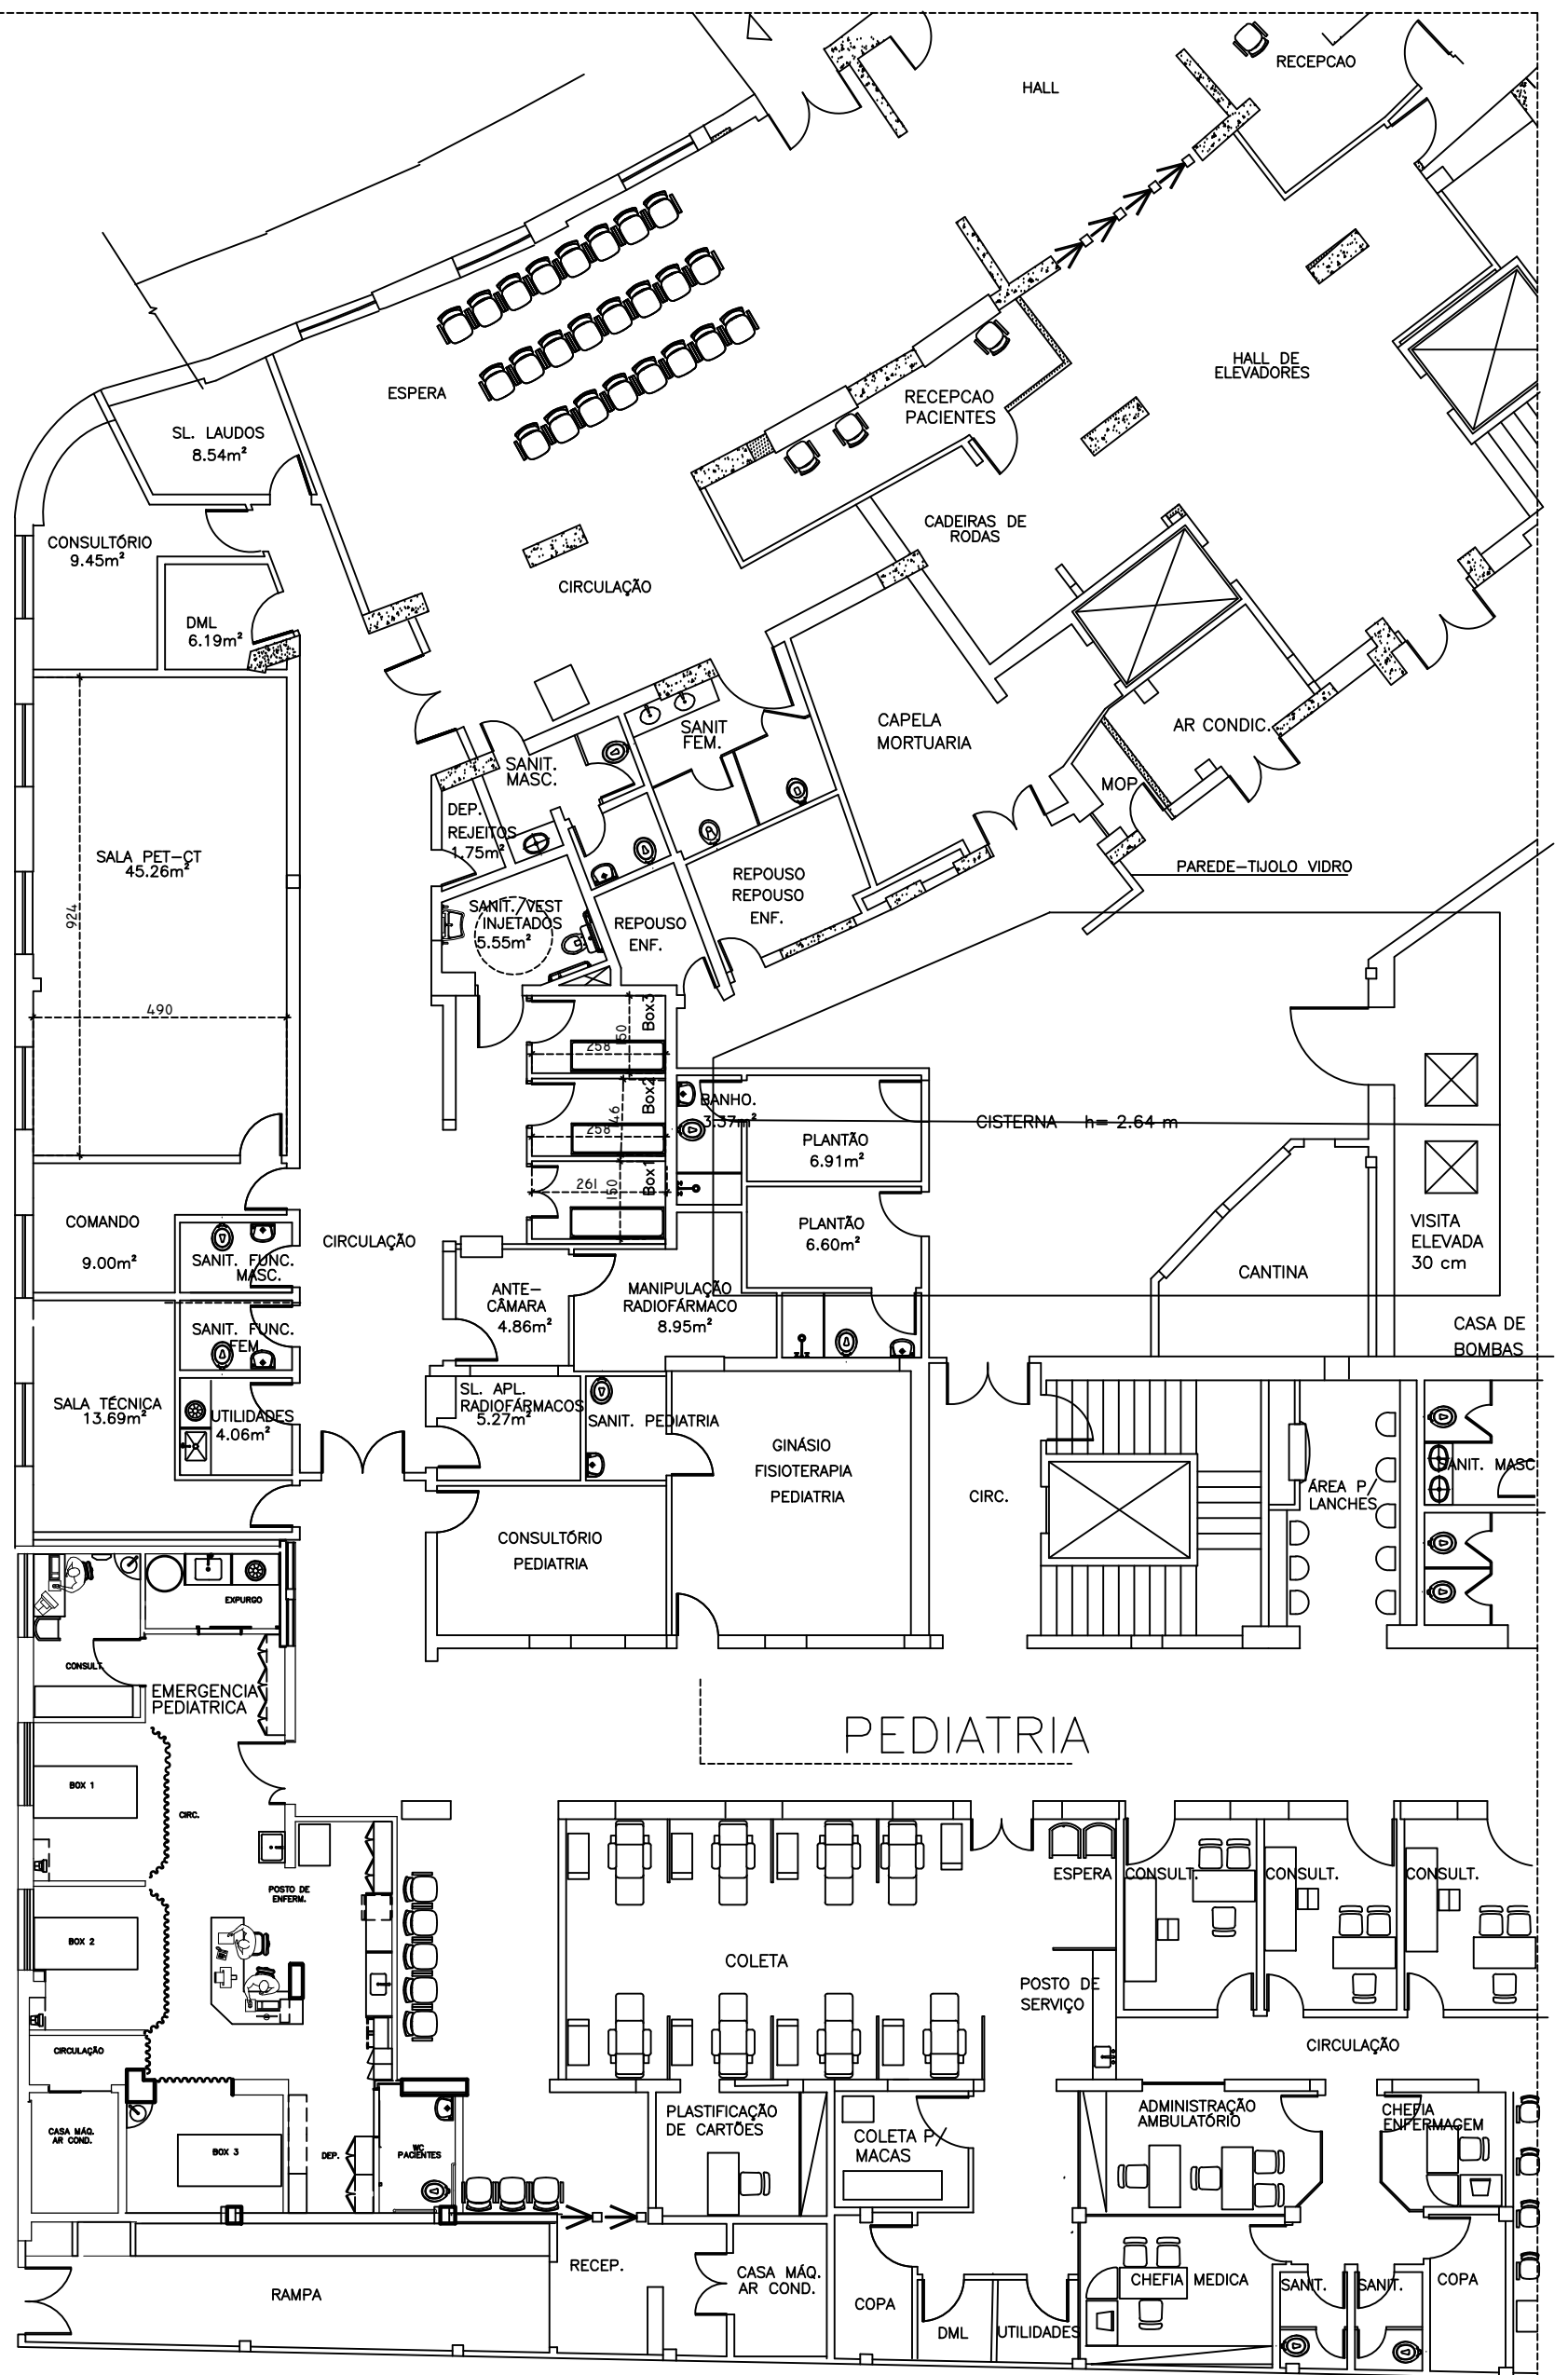 RECEPCAO
HALL
HALL DE
ELEVADORES
ESPERA
RECEPCAO
PACIENTES
SL. LAUDOS
8.54m²
CADEIRAS DE
RODAS
CONSULTÓRIO
9.45m²
CIRCULAÇÃO
DML
6.19m²
CAPELA
MORTUARIA
AR CONDIC.
SANIT
FEM.
SANIT.
MASC.
MOP
DEP.
REJEITOS
1.75m²
SALA PET-CT
45.26m²
924
490
PAREDE-TIJOLO VIDRO
REPOUSO
REPOUSO
ENF.
SANIT./VEST
INJETADOS
5.55m²
REPOUSO
ENF.
Box3
150
258
Box2
146
258
Box1
150
261
BANHO.
3.37m²
PLANTÃO
6.91m²
CISTERNA h= 2.64 m
PLANTÃO
6.60m²
COMANDO
9.00m²
SANIT. FUNC.
MASC.
CIRCULAÇÃO
VISITA
ELEVADA
30 cm
CANTINA
ANTE-
CÂMARA
4.86m²
MANIPULAÇÃO
RADIOFÁRMACO
8.95m²
SANIT. FUNC.
FEM.
CASA DE
BOMBAS
SALA TÉCNICA
13.69m²
UTILIDADES
4.06m²
SL. APL.
RADIOFÁRMACOS
5.27m²
SANIT. PEDIATRIA
GINÁSIO
FISIOTERAPIA
PEDIATRIA
CIRC.
ÁREA P/
LANCHES
SANIT. MASC
CONSULTÓRIO
PEDIATRIA
EXPURGO
CONSULT.
EMERGENCIA
PEDIATRICA
PEDIATRIA
BOX 1
CIRC.
POSTO DE
ENFERM.
BOX 2
ESPERA
CONSULT.
CONSULT.
CONSULT.
COLETA
POSTO DE
SERVIÇO
CIRCULAÇÃO
CIRCULAÇÃO
CASA MÁQ.
AR COND.
BOX 3
DEP.
WC
PACIENTES
PLASTIFICAÇÃO
DE CARTÕES
COLETA P/
MACAS
ADMINISTRAÇÃO
AMBULATÓRIO
CHEFIA
ENFERMAGEM
RAMPA
RECEP.
CASA MÁQ.
AR COND.
COPA
DML
UTILIDADES
CHEFIA MEDICA
SANIT.
SANIT.
COPA